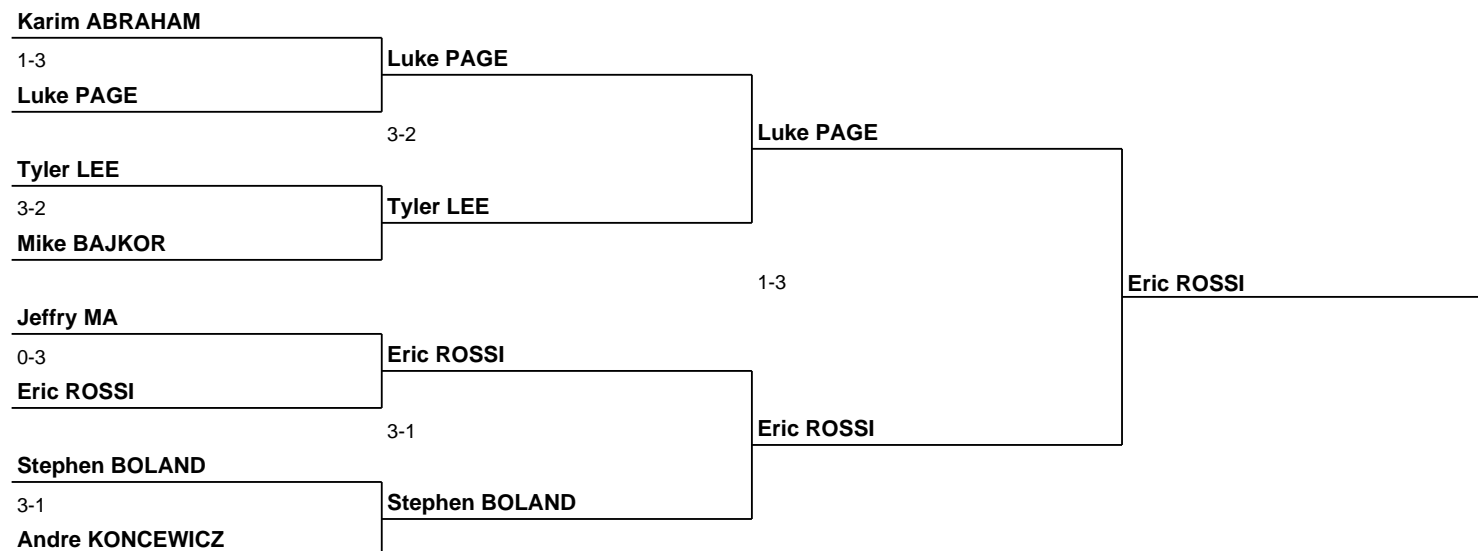 Karim ABRAHAM
1-3
Luke PAGE
Luke PAGE
3-2
Luke PAGE
Tyler LEE
3-2
Tyler LEE
Mike BAJKOR
1-3
Eric ROSSI
Jeffry MA
0-3
Eric ROSSI
Eric ROSSI
3-1
Eric ROSSI
Stephen BOLAND
3-1
Stephen BOLAND
Andre KONCEWICZ